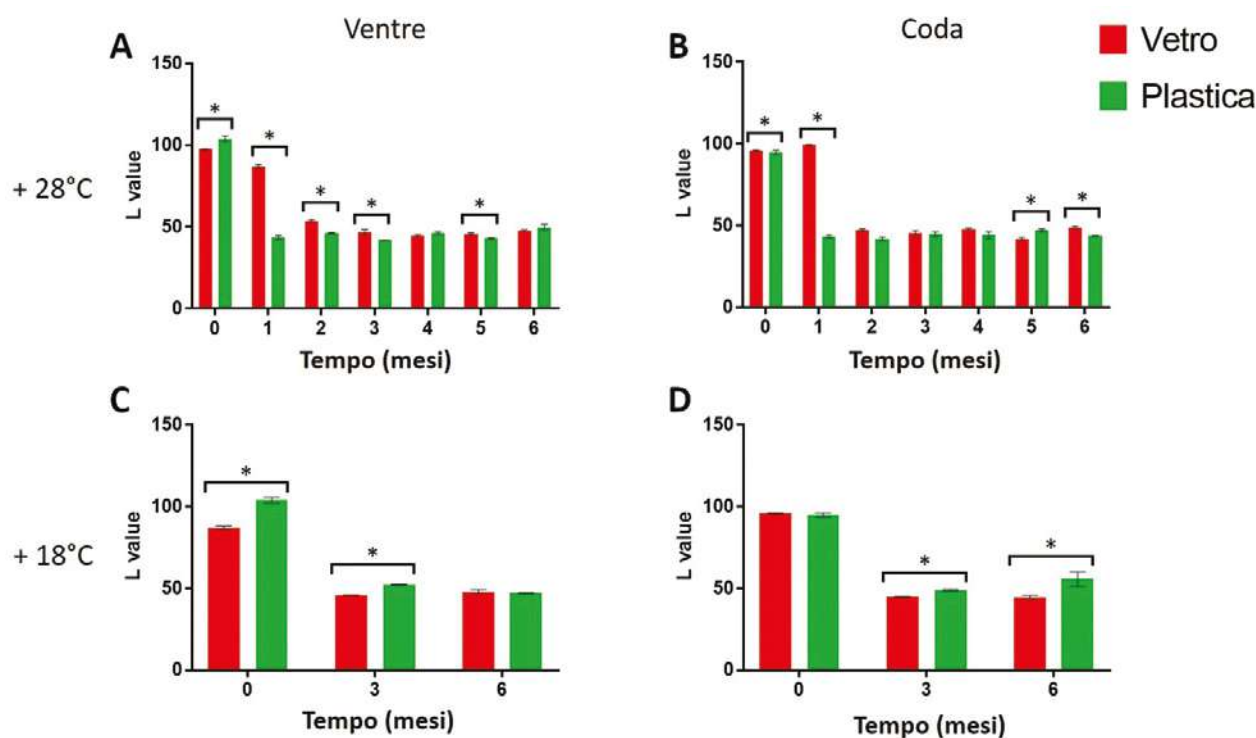 Ventre
Coda
Vetro
Plastica
+ 28°C
+ 18°C
A
150
100
50
0
L value
* * * * *
0 1 2 3 4 5 6
Tempo (mesi)
B
150
100
50
0
L value
* * * *
0 1 2 3 4 5 6
Tempo (mesi)
C
150
100
50
0
L value
* *
0 3 6
Tempo (mesi)
D
150
100
50
0
L value
* *
0 3 6
Tempo (mesi)